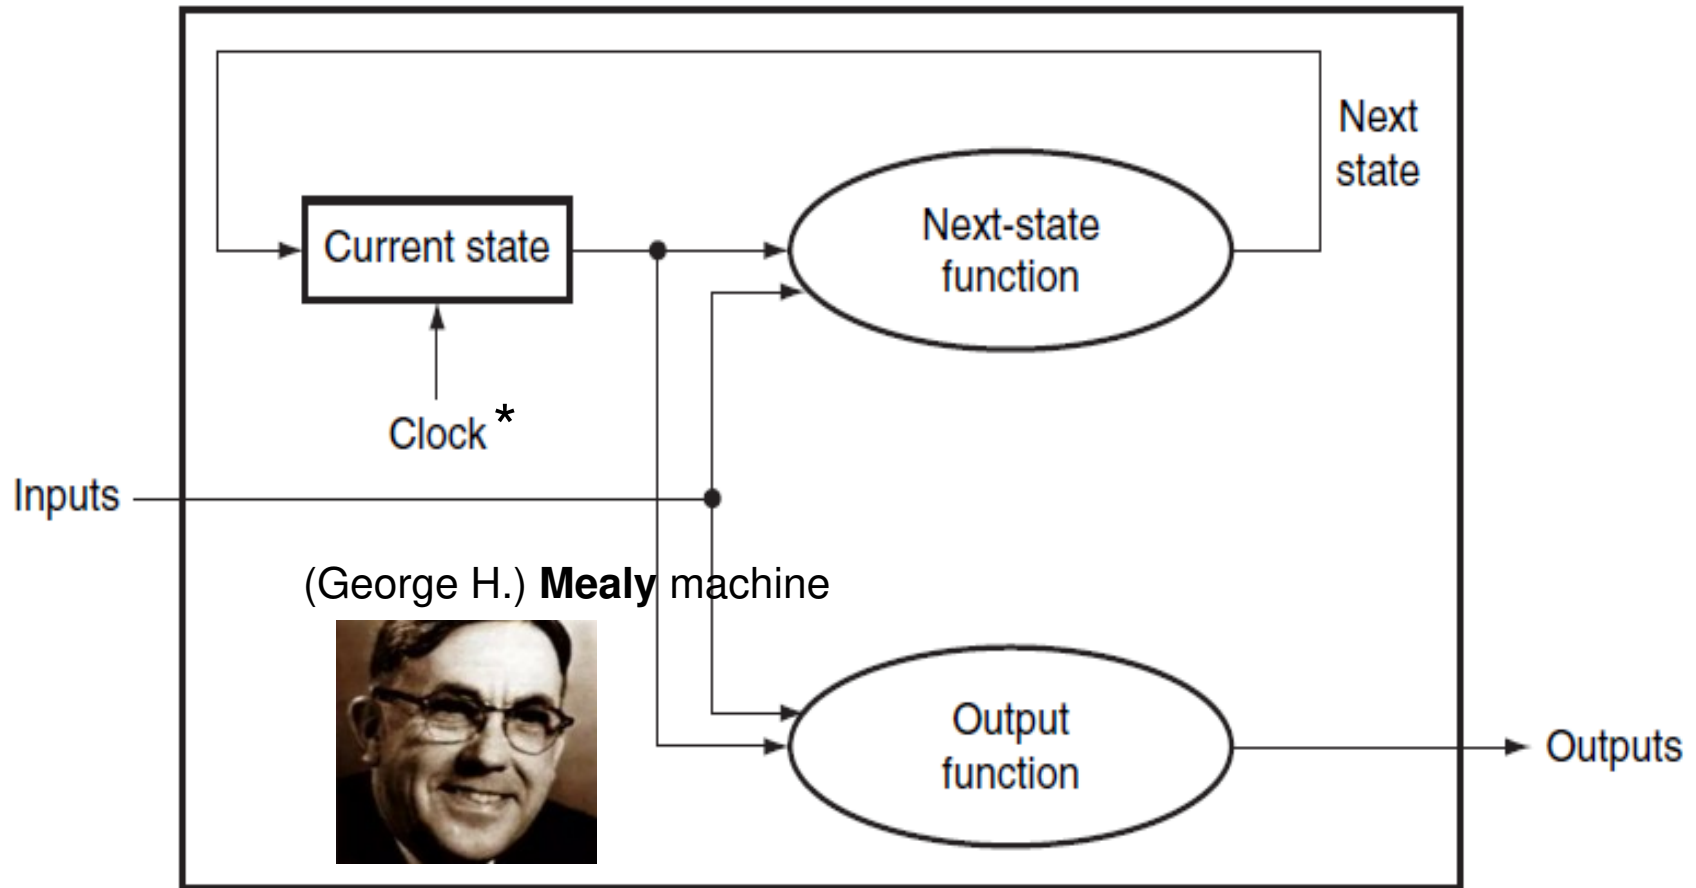 Next
state
Current state
Next-state
function
Clock *
Inputs
(George H.) Mealy machine
Output
function
Outputs